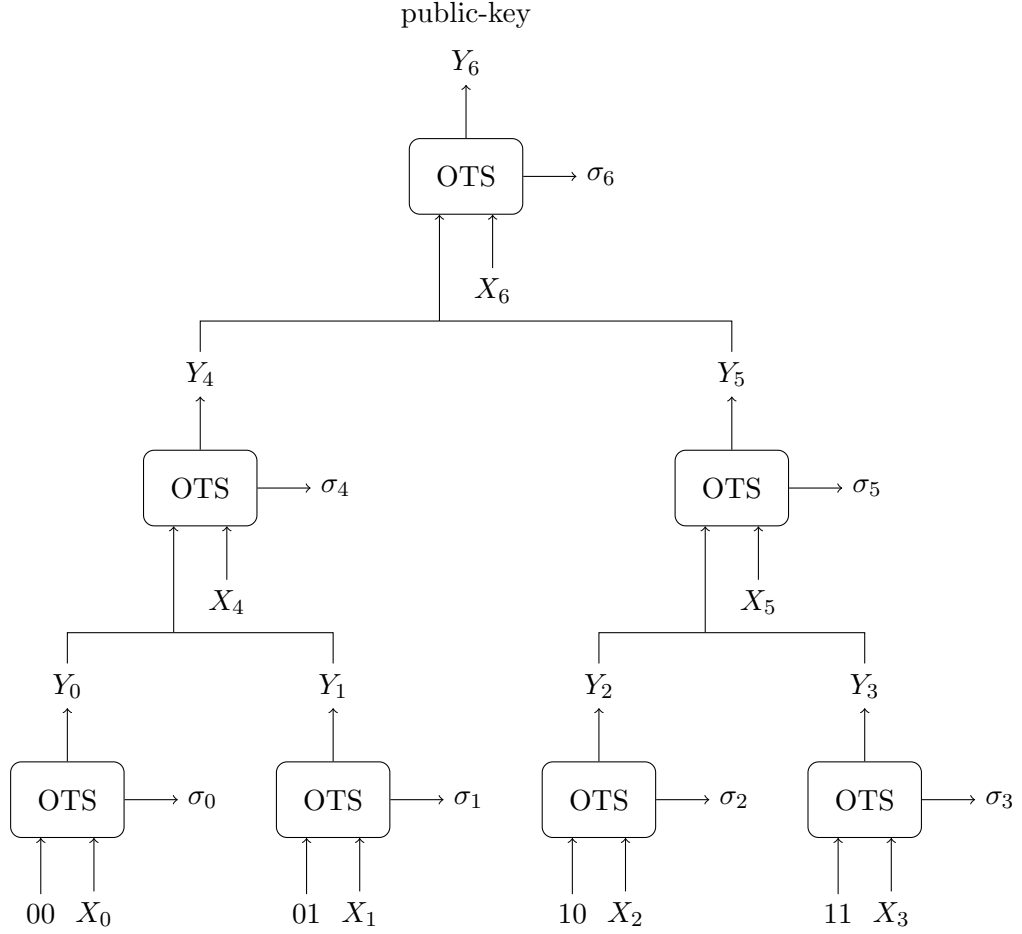 public-key
Y₆
OTS σ₆
X₆
Y₄ Y₅
OTS σ₄ OTS σ₅
X₄ X₅
Y₀ Y₁ Y₂ Y₃
OTS σ₀ OTS σ₁ OTS σ₂ OTS σ₃
00 X₀ 01 X₁ 10 X₂ 11 X₃